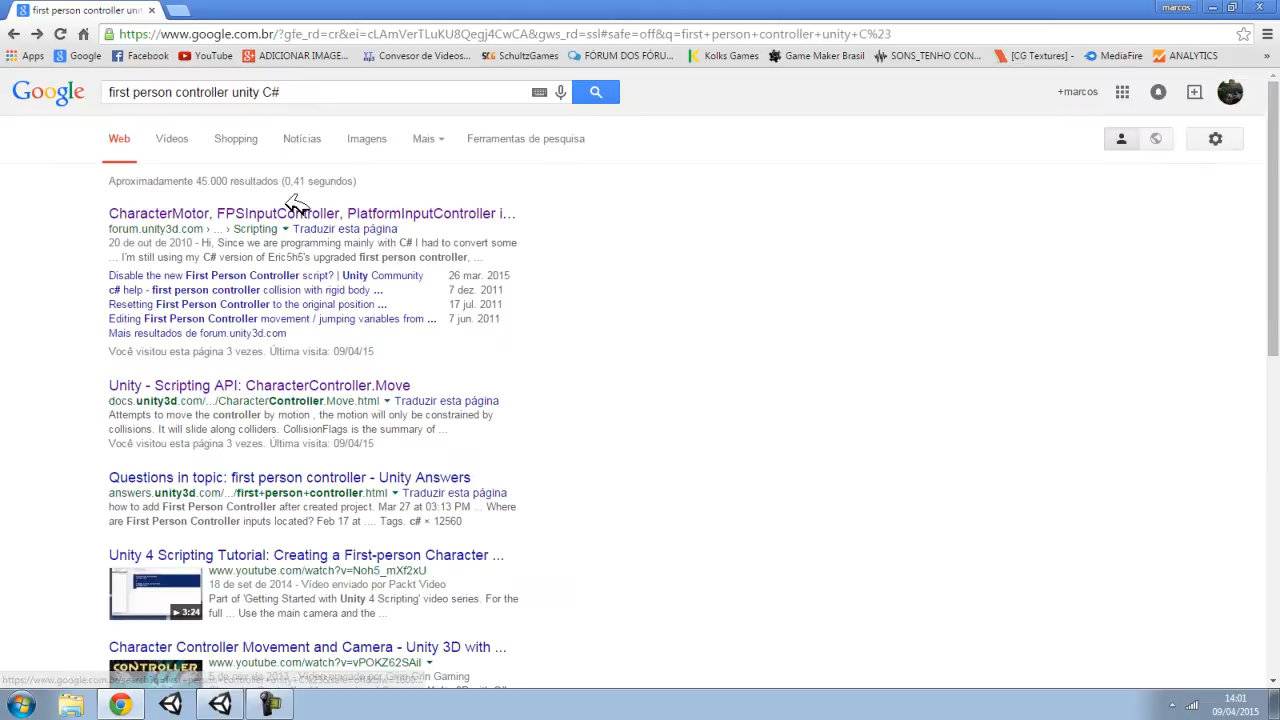 first person controller unit
marcos
https://www.google.com.br/?gfe_rd=cr&ei=cLAmVerTLuKU8Qegj4CwCA&gws_rd=ssl#safe=off&q=first+person+controller+unity+C%23
Apps Google Facebook YouTube ADICIONAR IMAGEM... Convesor de Videos... SchultzGames FÓRUM DOS FÓRU... Kolks Games Game Maker Brasil SONS_TENHO CON... [CG Textures] - MediaFire ANALYTICS
Google first person controller unity C# +marcos
Web Vídeos Shopping Notícias Imagens Mais Ferramentas de pesquisa
Aproximadamente 45.000 resultados (0,41 segundos)
CharacterMotor, FPSInputController, PlatformInputController i...
forum.unity3d.com › ... › Scripting Traduzir esta página
20 de out de 2010 - Hi, Since we are programming mainly with C# I had to convert some
... I'm still using my C# version of Eric5h5's upgraded first person controller, ...
Disable the new First Person Controller script? | Unity Community 26 mar. 2015
c# help - first person controller collision with rigid body ... 7 dez. 2011
Resetting First Person Controller to the original position ... 17 jul. 2011
Editing First Person Controller movement / jumping variables from ... 7 jun. 2011
Mais resultados de forum.unity3d.com
Você visitou esta página 3 vezes. Última visita: 09/04/15
Unity - Scripting API: CharacterController.Move
docs.unity3d.com/.../CharacterController.Move.html Traduzir esta página
Attempts to move the controller by motion , the motion will only be constrained by
collisions. It will slide along colliders. CollisionFlags is the summary of ...
Você visitou esta página 3 vezes. Última visita: 09/04/15
Questions in topic: first person controller - Unity Answers
answers.unity3d.com/.../first+person+controller.html Traduzir esta página
how to add First Person Controller after created project. Mar 27 at 03:13 PM ... Where
are First Person Controller inputs located? Feb 17 at .... Tags. c# × 12560
Unity 4 Scripting Tutorial: Creating a First-person Character ...
www.youtube.com/watch?v=Noh5_mXf2xU
18 de set de 2014 - Vídeo enviado por Packt Video
Part of 'Getting Started with Unity 4 Scripting' video series. For the
full ... Use the main camera and the ...
3:24
Character Controller Movement and Camera - Unity 3D with ...
www.youtube.com/watch?v=vPOKZ62SAiI
CONTROLLER
14:01
09/04/2015